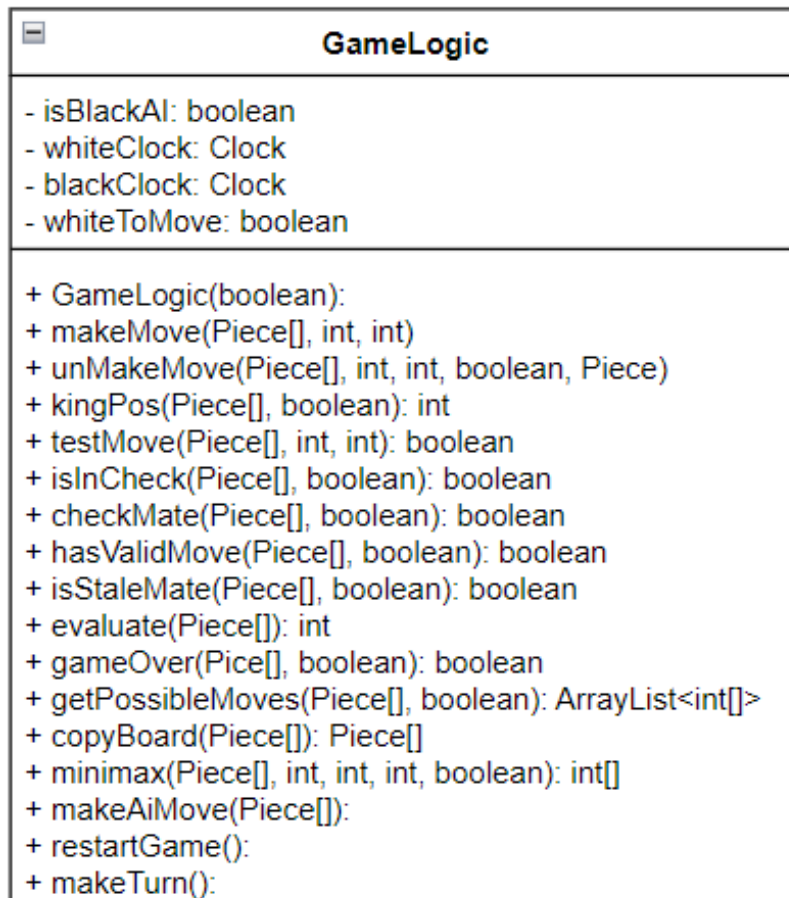 GameLogic
- isBlackAI: boolean
- whiteClock: Clock
- blackClock: Clock
- whiteToMove: boolean
+ GameLogic(boolean):
+ makeMove(Piece[], int, int)
+ unMakeMove(Piece[], int, int, boolean, Piece)
+ kingPos(Piece[], boolean): int
+ testMove(Piece[], int, int): boolean
+ isInCheck(Piece[], boolean): boolean
+ checkMate(Piece[], boolean): boolean
+ hasValidMove(Piece[], boolean): boolean
+ isStaleMate(Piece[], boolean): boolean
+ evaluate(Piece[]): int
+ gameOver(Pice[], boolean): boolean
+ getPossibleMoves(Piece[], boolean): ArrayList<int[]>
+ copyBoard(Piece[]): Piece[]
+ minimax(Piece[], int, int, int, boolean): int[]
+ makeAiMove(Piece[]):
+ restartGame():
+ makeTurn():